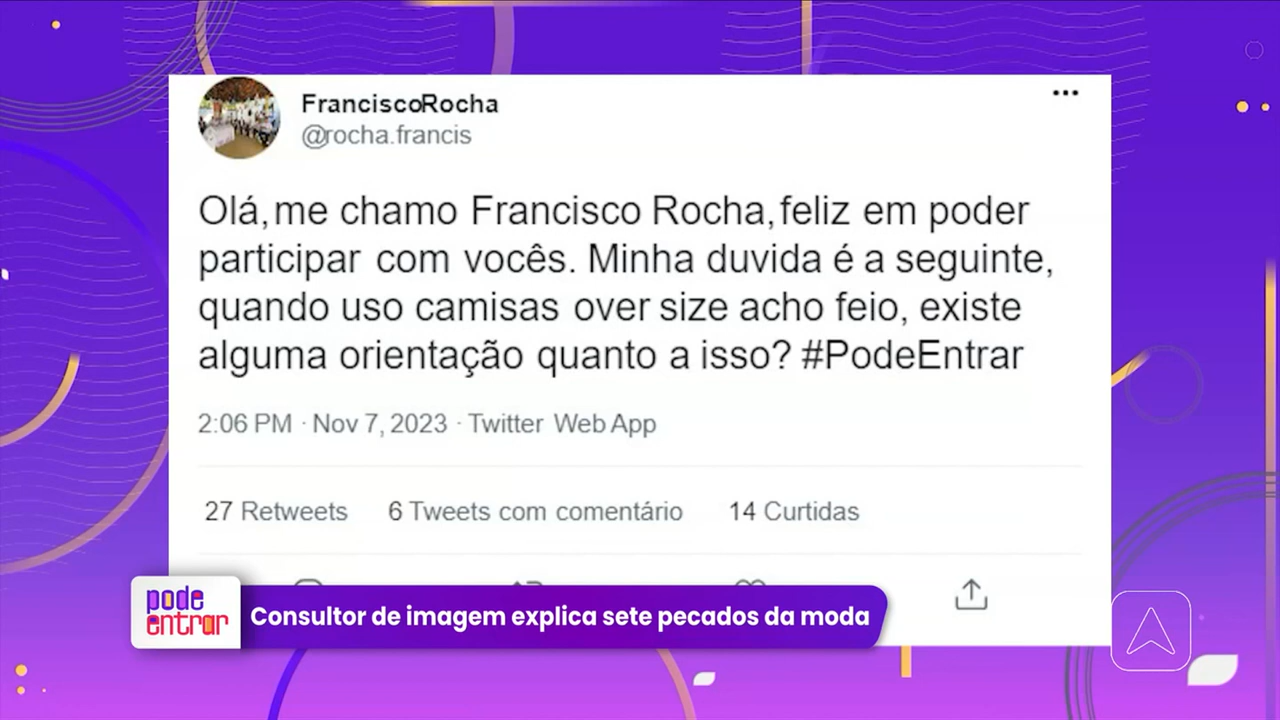 FranciscoRocha
@rocha.francis
Olá, me chamo Francisco Rocha, feliz em poder
participar com vocês. Minha duvida é a seguinte,
quando uso camisas over size acho feio, existe
alguma orientação quanto a isso? #PodeEntrar
2:06 PM · Nov 7, 2023 · Twitter Web App
27 Retweets 6 Tweets com comentário 14 Curtidas
pode
entrar
Consultor de imagem explica sete pecados da moda